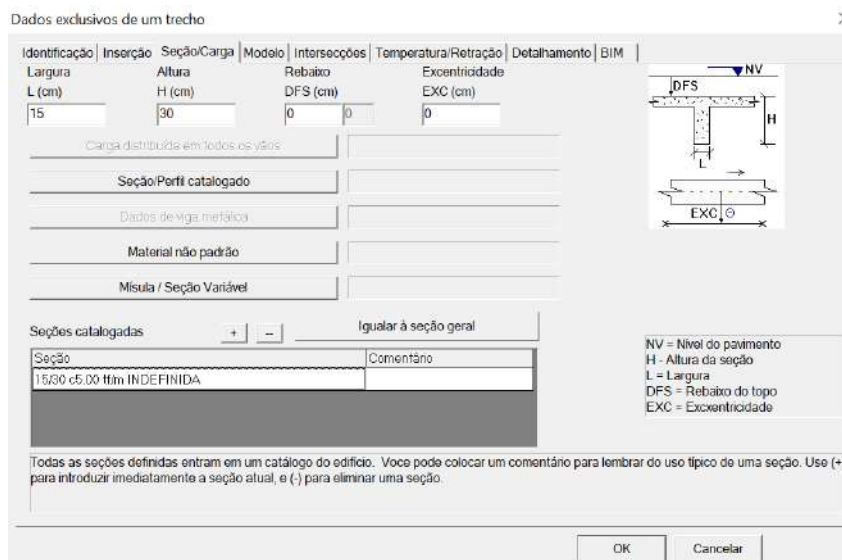 Dados exclusivos de um trecho
Identificação Inserção Seção/Carga Modelo Intersecções Temperatura/Retração Detalhamento BIM
Largura Altura Rebaixo Excentricidade
L (cm) H (cm) DFS (cm) EXC (cm)
15 30 0 0 0
NV
DFS
H
L
EXC
Carga distribuída em todos os vãos
Seção/Perfil catalogado
Dados de viga metálica
Material não padrão
Mísula / Seção Variável
Seções catalogadas + -- Igualar à seção geral
Seção Comentário
15/30 c5.00 tf/m INDEFINIDA
NV = Nível do pavimento
H - Altura da seção
L = Largura
DFS = Rebaixo do topo
EXC = Excxentricidade
Todas as seções definidas entram em um catálogo do edifício. Voce pode colocar um comentário para lembrar do uso típico de uma seção. Use (+
para introduzir imediatamente a seção atual, e (-) para eliminar uma seção.
OK Cancelar